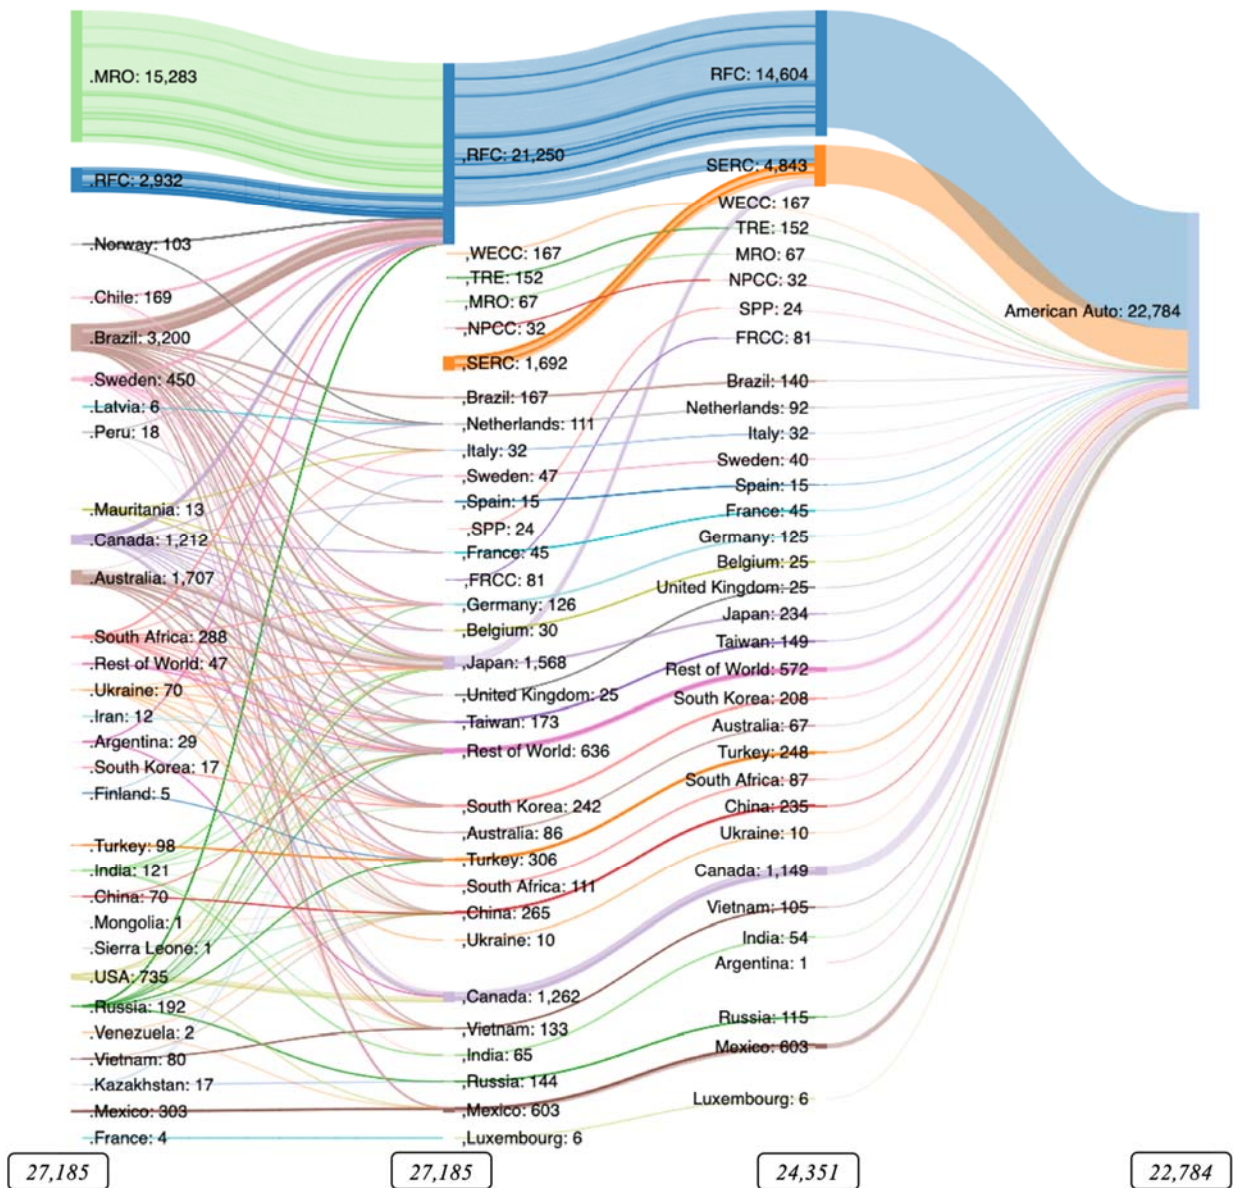 .MRO: 15,283
.RFC: 2,932
.Norway: 103
.Chile: 169
.Brazil: 3,200
.Sweden: 450
.Latvia: 6
.Peru: 18
.Mauritania: 13
.Canada: 1,212
.Australia: 1,707
.South Africa: 288
.Rest of World: 47
.Ukraine: 70
.Iran: 12
.Argentina: 29
.South Korea: 17
.Finland: 5
.Turkey: 98
.India: 121
.China: 70
.Mongolia: 1
.Sierra Leone: 1
.USA: 735
.Russia: 192
.Venezuela: 2
.Vietnam: 80
.Kazakhstan: 17
.Mexico: 303
.France: 4
27,185
,RFC: 21,250
,WECC: 167
,TRE: 152
,MRO: 67
,NPCC: 32
,SERC: 1,692
,Brazil: 167
,Netherlands: 111
,Italy: 32
,Sweden: 47
,Spain: 15
,SPP: 24
,France: 45
,FRCC: 81
,Germany: 126
,Belgium: 30
,Japan: 1,568
,United Kingdom: 25
,Taiwan: 173
,Rest of World: 636
,South Korea: 242
,Australia: 86
,Turkey: 306
,South Africa: 111
,China: 265
,Ukraine: 10
,Canada: 1,262
,Vietnam: 133
,India: 65
,Russia: 144
,Mexico: 603
,Luxembourg: 6
27,185
RFC: 14,604
SERC: 4,843
WECC: 167
TRE: 152
MRO: 67
NPCC: 32
SPP: 24
FRCC: 81
Brazil: 140
Netherlands: 92
Italy: 32
Sweden: 40
Spain: 15
France: 45
Germany: 125
Belgium: 25
United Kingdom: 25
Japan: 234
Taiwan: 149
Rest of World: 572
South Korea: 208
Australia: 67
Turkey: 248
South Africa: 87
China: 235
Ukraine: 10
Canada: 1,149
Vietnam: 105
India: 54
Argentina: 1
Russia: 115
Mexico: 603
Luxembourg: 6
24,351
American Auto: 22,784
22,784